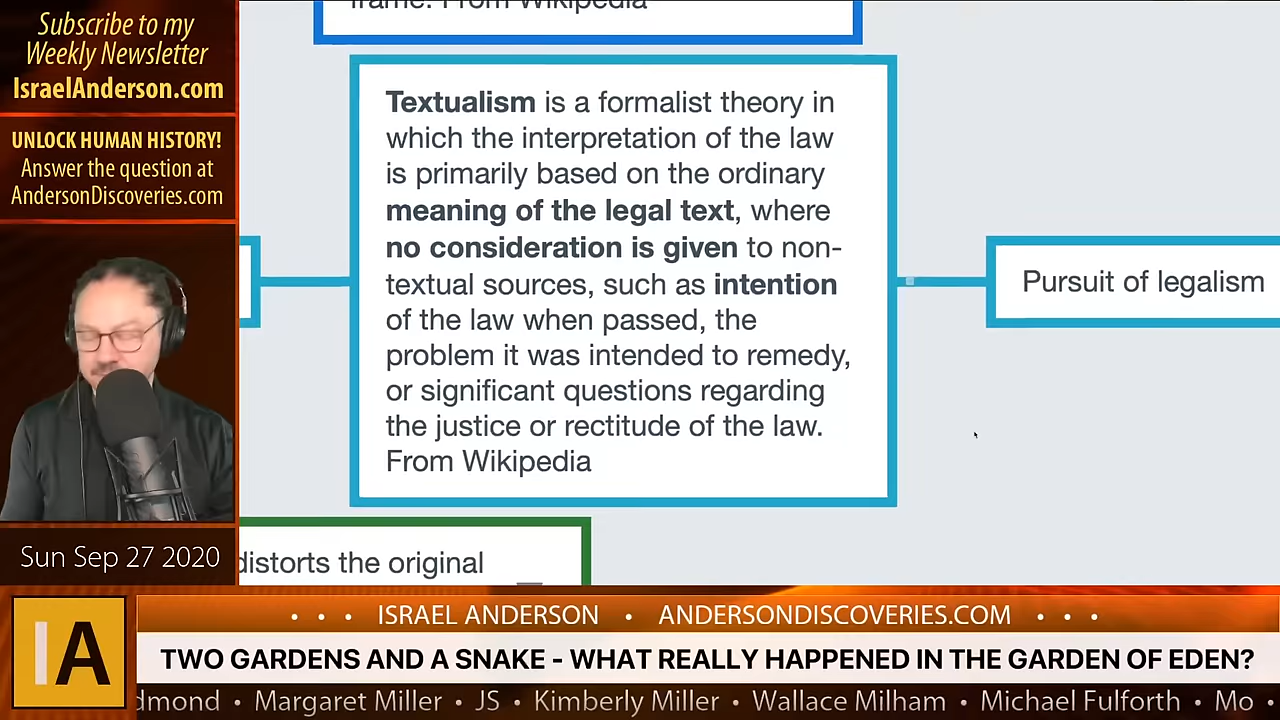 Subscribe to my
Weekly Newsletter
IsraelAnderson.com
UNLOCK HUMAN HISTORY!
Answer the question at
AndersonDiscoveries.com
frame. From Wikipedia
Textualism is a formalist theory in
which the interpretation of the law
is primarily based on the ordinary
meaning of the legal text, where
no consideration is given to non-
textual sources, such as intention
of the law when passed, the
problem it was intended to remedy,
or significant questions regarding
the justice or rectitude of the law.
From Wikipedia
Pursuit of legalism
distorts the original
Sun Sep 27 2020
IA
• • • ISRAEL ANDERSON • ANDERSONDISCOVERIES.COM • • •
TWO GARDENS AND A SNAKE - WHAT REALLY HAPPENED IN THE GARDEN OF EDEN?
dmond • Margaret Miller • JS • Kimberly Miller • Wallace Milham • Michael Fulforth • Mo •